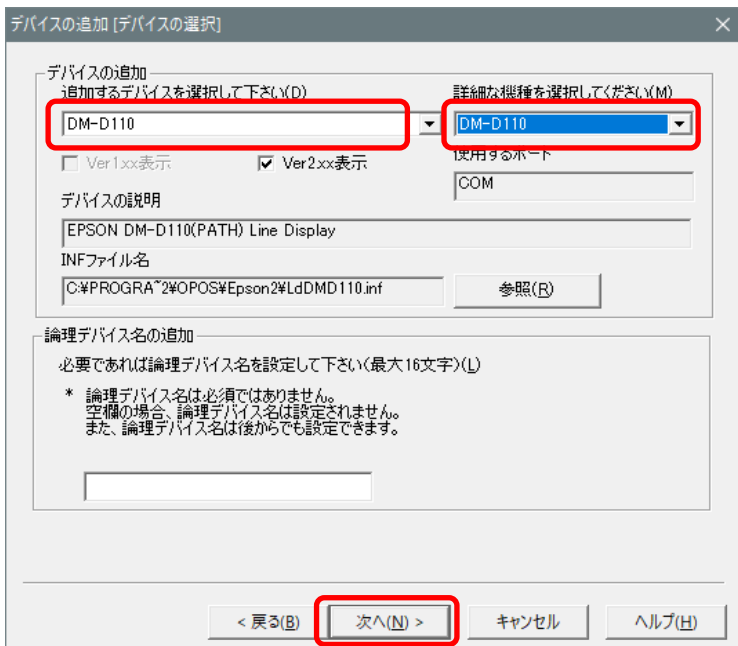 デバイスの追加 [デバイスの選択]
デバイスの追加
追加するデバイスを選択して下さい(D)
詳細な機種を選択してください(M)
DM-D110
DM-D110
Ver1xx表示
Ver2xx表示
使用するポート
COM
デバイスの説明
EPSON DM-D110(PATH) Line Display
INFファイル名
C:¥PROGRA~2¥OPOS¥Epson2¥LdDMD110.inf
参照(R)
論理デバイス名の追加
必要であれば論理デバイス名を設定して下さい(最大16文字)(L)
* 論理デバイス名は必須ではありません。
空欄の場合、論理デバイス名は設定されません。
また、論理デバイス名は後からでも設定できます。
< 戻る(B)
次へ(N) >
キャンセル
ヘルプ(H)